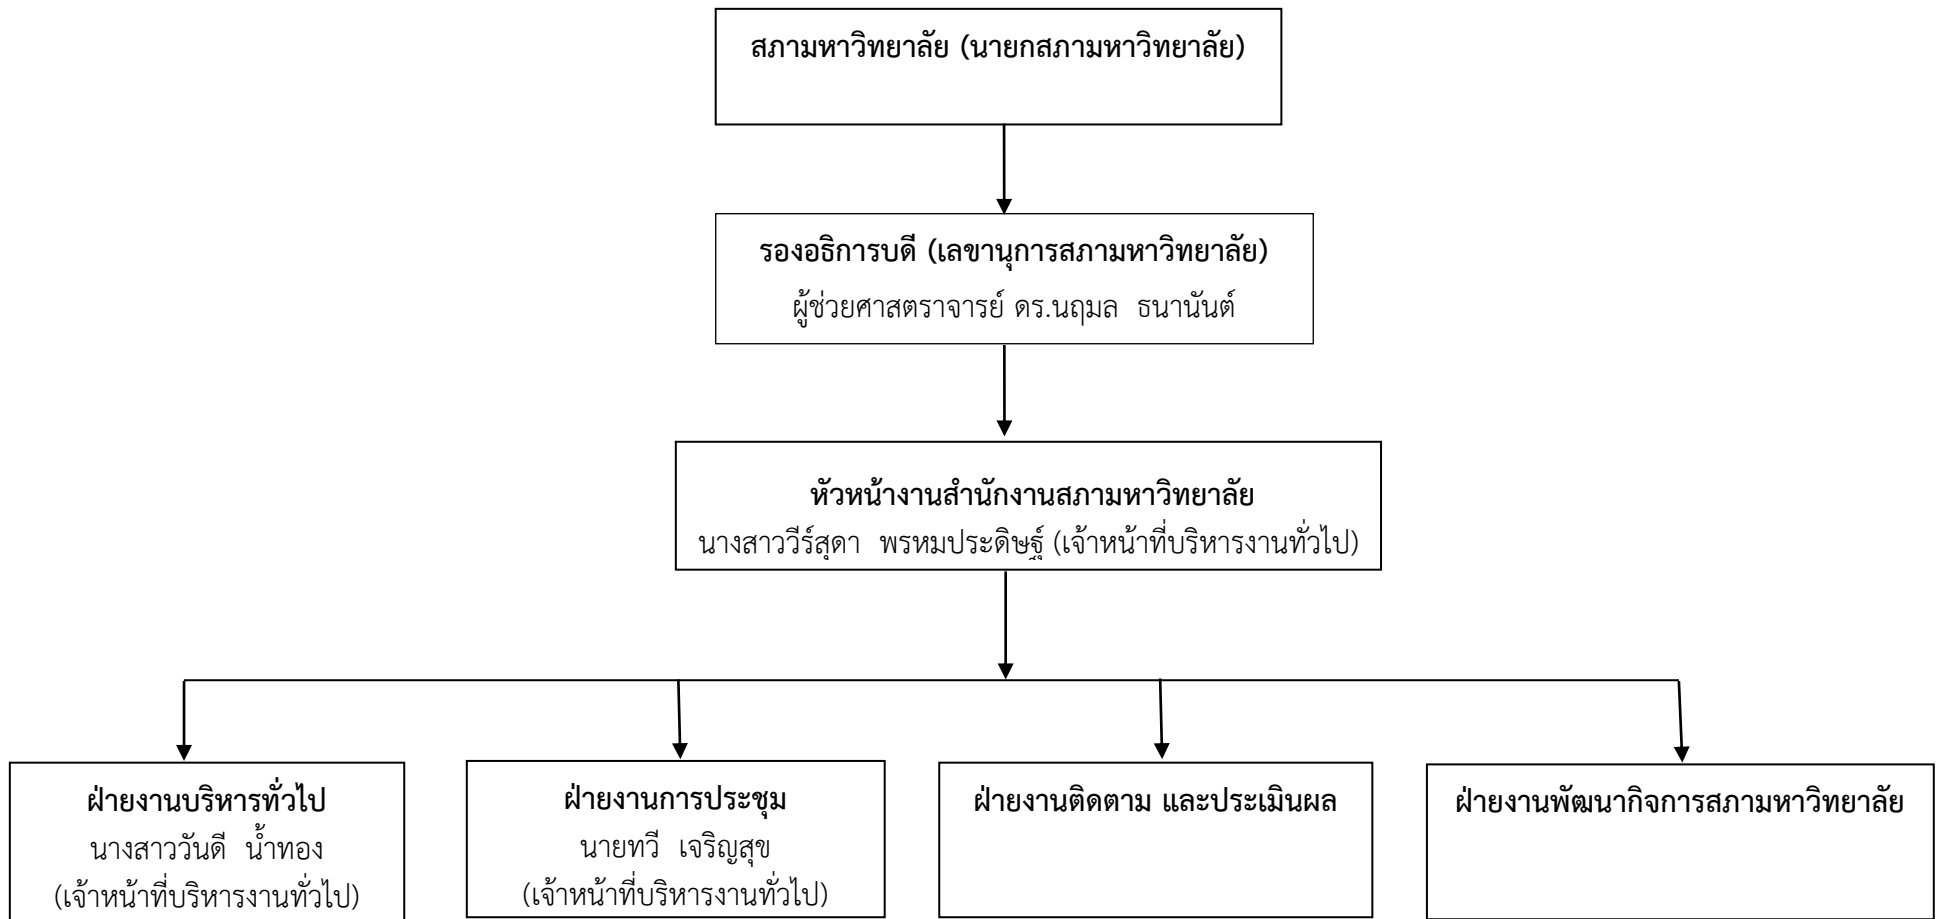 สภามหาวิทยาลัย (นายกสภามหาวิทยาลัย)
รองอธิการบดี (เลขานุการสภามหาวิทยาลัย)
ผู้ช่วยศาสตราจารย์ ดร.นฤมล  ธนานันต์
หัวหน้างานสำนักงานสภามหาวิทยาลัย
นางสาววีร์สุดา  พรหมประดิษฐ์ (เจ้าหน้าที่บริหารงานทั่วไป)
ฝ่ายงานบริหารทั่วไป
นางสาววันดี  น้ำทอง
(เจ้าหน้าที่บริหารงานทั่วไป)
ฝ่ายงานการประชุม
นายทวี  เจริญสุข
(เจ้าหน้าที่บริหารงานทั่วไป)
ฝ่ายงานติดตาม และประเมินผล
ฝ่ายงานพัฒนากิจการสภามหาวิทยาลัย